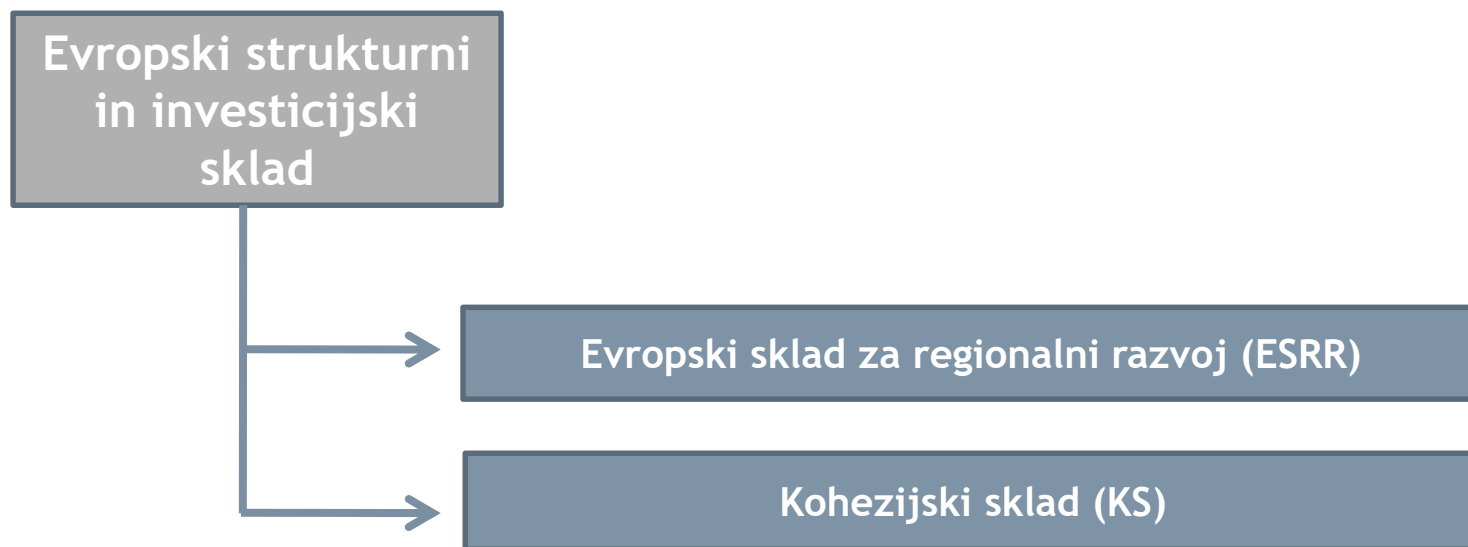 Evropski strukturni
in investicijski
sklad
Evropski sklad za regionalni razvoj (ESRR)
Kohezijski sklad (KS)